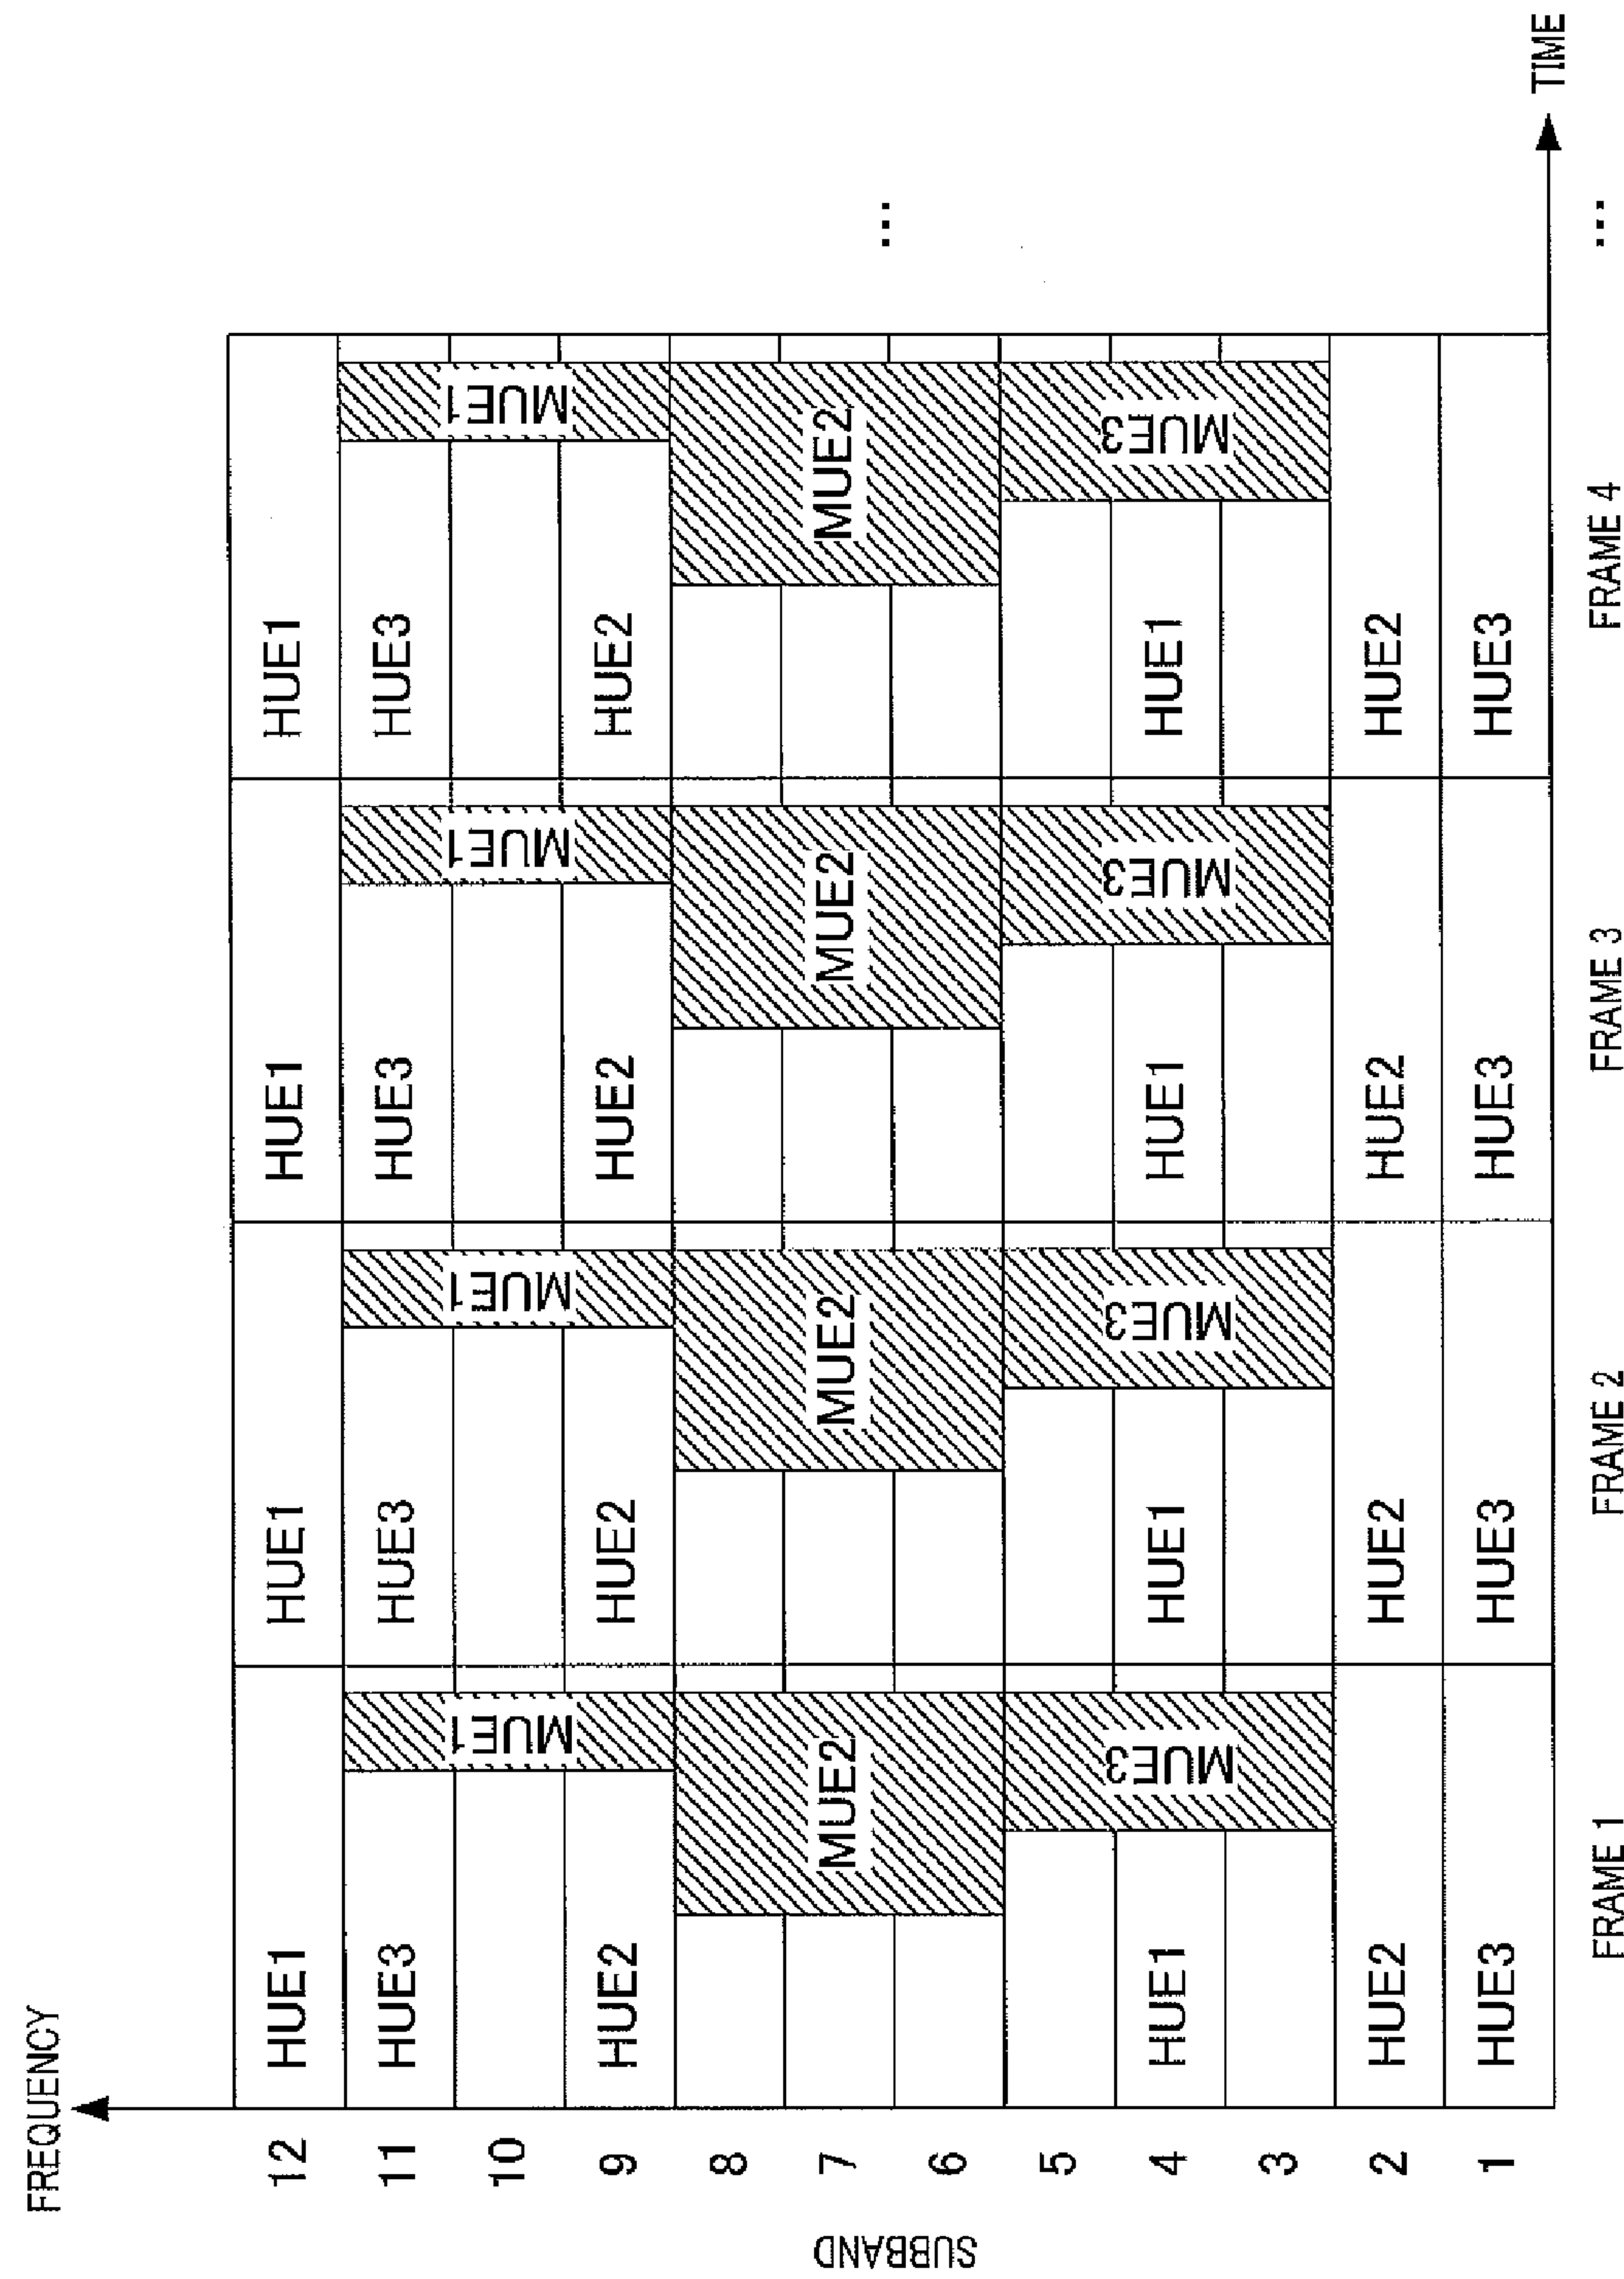 FREQUENCY
SUBBAND
12
HUE1
HUE1
HUE1
HUE1
11
HUE3
HUE3
HUE3
HUE3
10
MUE1
MUE1
MUE1
MUE1
9
HUE2
HUE2
HUE2
HUE2
8
7
MUE2
MUE2
MUE2
MUE2
...
6
5
4
HUE1
MUE3
HUE1
MUE3
HUE1
MUE3
HUE1
MUE3
3
2
HUE2
HUE2
HUE2
HUE2
1
HUE3
HUE3
HUE3
HUE3
TIME
FRAME 1
FRAME 2
FRAME 3
FRAME 4
...